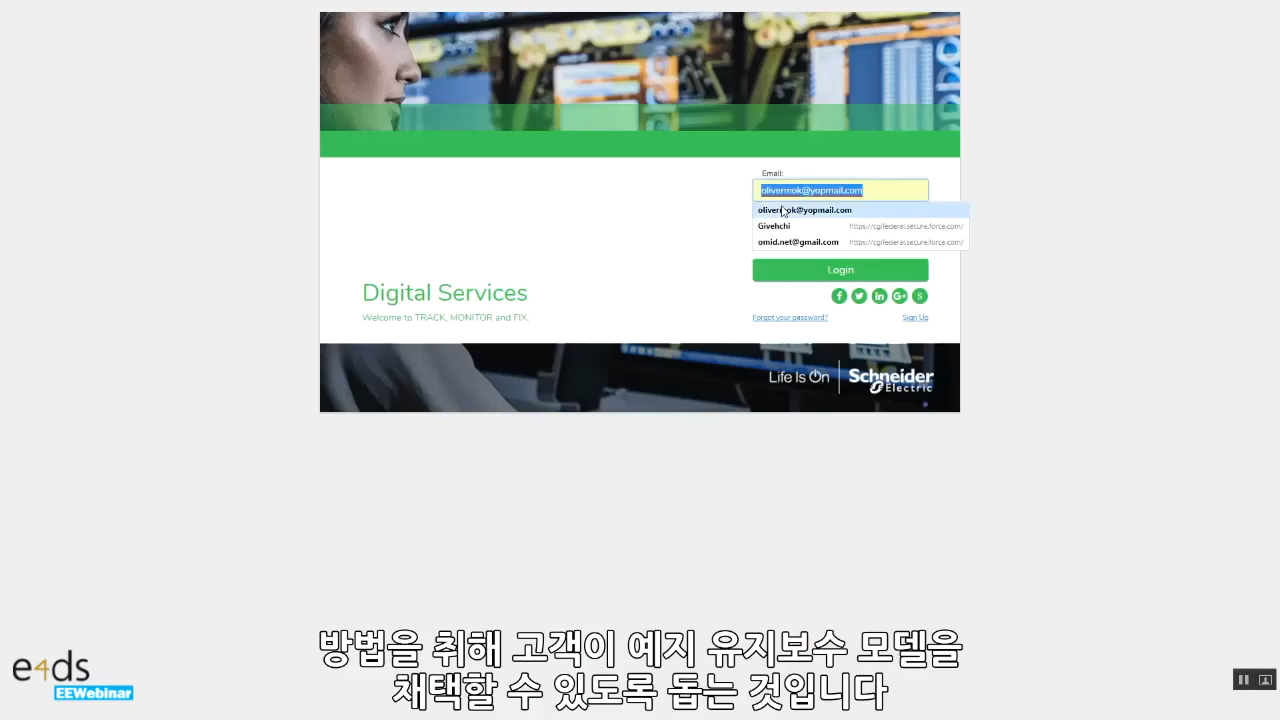 Email:
olivermok@yopmail.com
olivermok@yopmail.com
Givehchi https://cgifederal.secure.force.com/
omid.net@gmail.com https://cgifederal.secure.force.com/
Login
Digital Services
Welcome to TRACK, MONITOR and FIX.
Forgot your password? Sign Up
Life Is On Schneider Electric
방법을 취해 고객이 예지 유지보수 모델을
채택할 수 있도록 돕는 것입니다
e4ds
EEWebinar